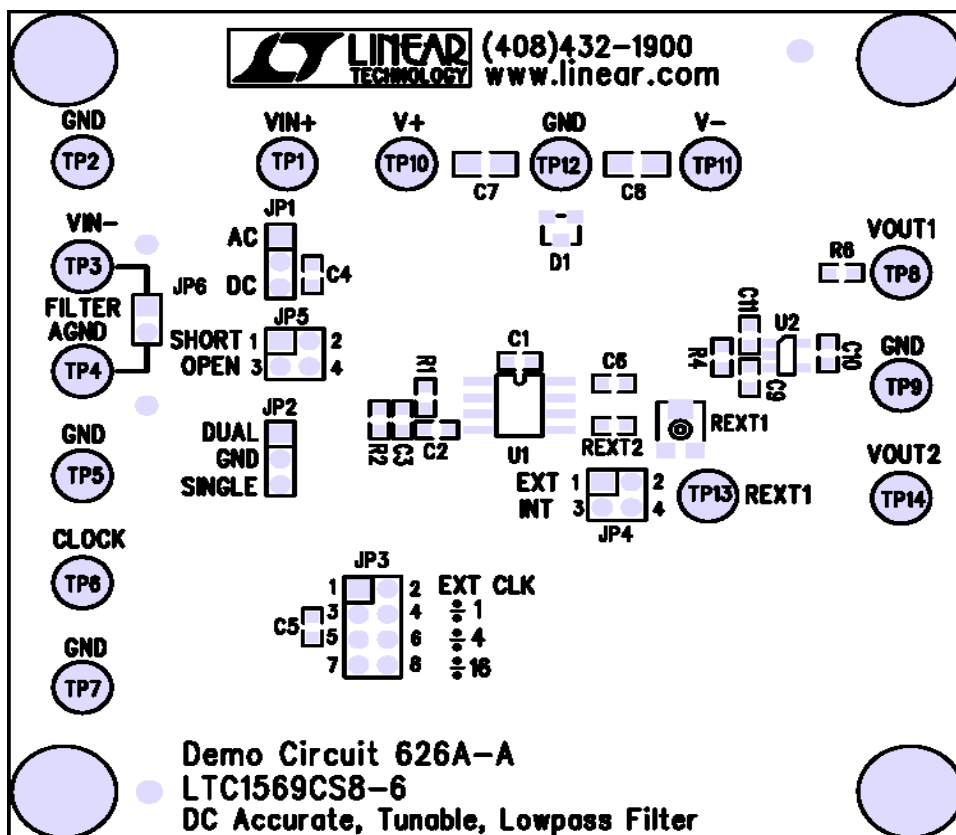 LINEAR
TECHNOLOGY
(408)432-1900
www.linear.com
GND
TP2
VIN+
TP1
V+
TP10
C7
GND
TP12
C8
V-
TP11
D1
VIN-
TP3
JP6
FILTER
AGND
TP4
JP1
AC
DC
C4
JP5
SHORT 1 2
OPEN 3 4
VOUT1
R6
TP8
C11
U2
R4
C9
C10
GND
TP9
C1
U1
C6
REXT2
REXT1
R1
R2
C3
C2
JP2
DUAL
GND
SINGLE
GND
TP5
EXT 1 2
INT 3 4
JP4
TP13
REXT1
VOUT2
TP14
CLOCK
TP6
GND
TP7
JP3
1 2 EXT CLK
3 4 ÷1
5 6 ÷4
7 8 ÷16
C5
Demo Circuit 626A-A
LTC1569CS8-6
DC Accurate, Tunable, Lowpass Filter